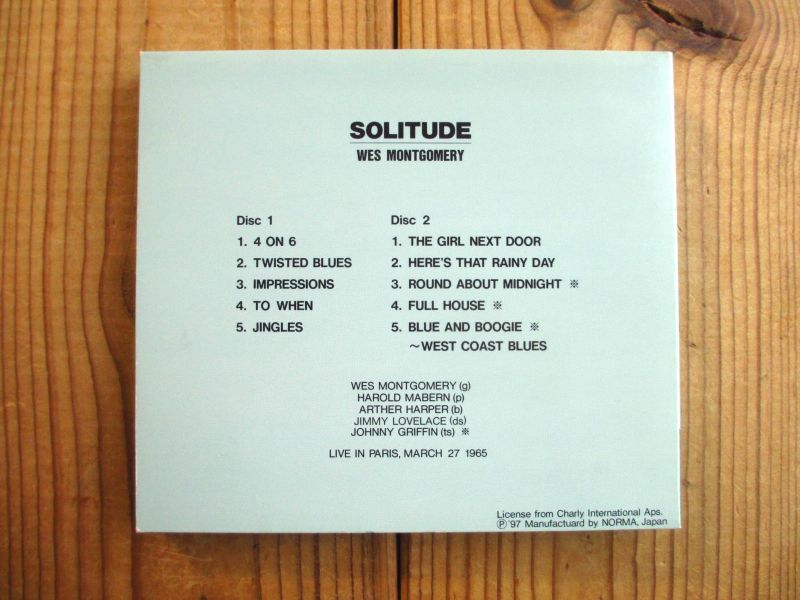 SOLITUDE
WES MONTGOMERY
Disc 1
1. 4 ON 6
2. TWISTED BLUES
3. IMPRESSIONS
4. TO WHEN
5. JINGLES
Disc 2
1. THE GIRL NEXT DOOR
2. HERE'S THAT RAINY DAY
3. ROUND ABOUT MIDNIGHT ※
4. FULL HOUSE ※
5. BLUE AND BOOGIE ※
～WEST COAST BLUES
WES MONTGOMERY (g)
HAROLD MABERN (p)
ARTHER HARPER (b)
JIMMY LOVELACE (ds)
JOHNNY GRIFFIN (ts) ※
LIVE IN PARIS, MARCH 27 1965
License from Charly International Aps.
Ⓟ '97 Manufactuard by NORMA, Japan